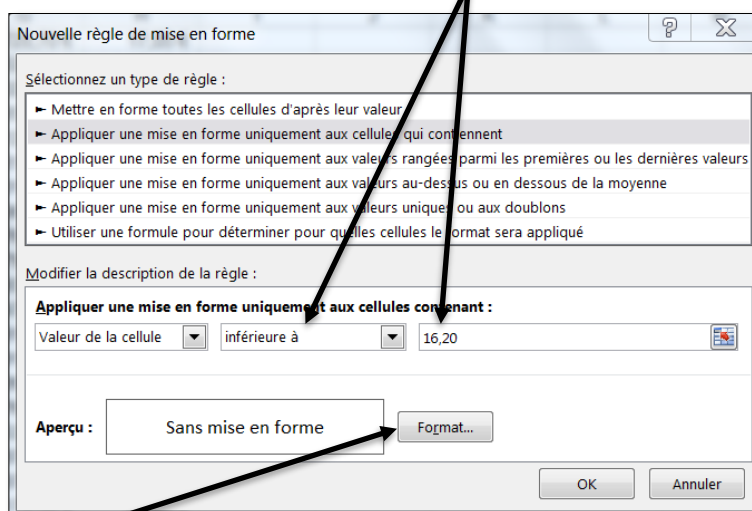 Nouvelle règle de mise en forme
Sélectionnez un type de règle :
► Mettre en forme toutes les cellules d'après leur valeur
► Appliquer une mise en forme uniquement aux cellules qui contiennent
► Appliquer une mise en forme uniquement aux valeurs rangées parmi les premières ou les dernières valeurs
► Appliquer une mise en forme uniquement aux valeurs au-dessus ou en dessous de la moyenne
► Appliquer une mise en forme uniquement aux valeurs uniques ou aux doublons
► Utiliser une formule pour déterminer pour quelles cellules le format sera appliqué
Modifier la description de la règle :
Appliquer une mise en forme uniquement aux cellules contenant :
Valeur de la cellule inférieure à 16,20
Aperçu : Sans mise en forme Format...
OK Annuler